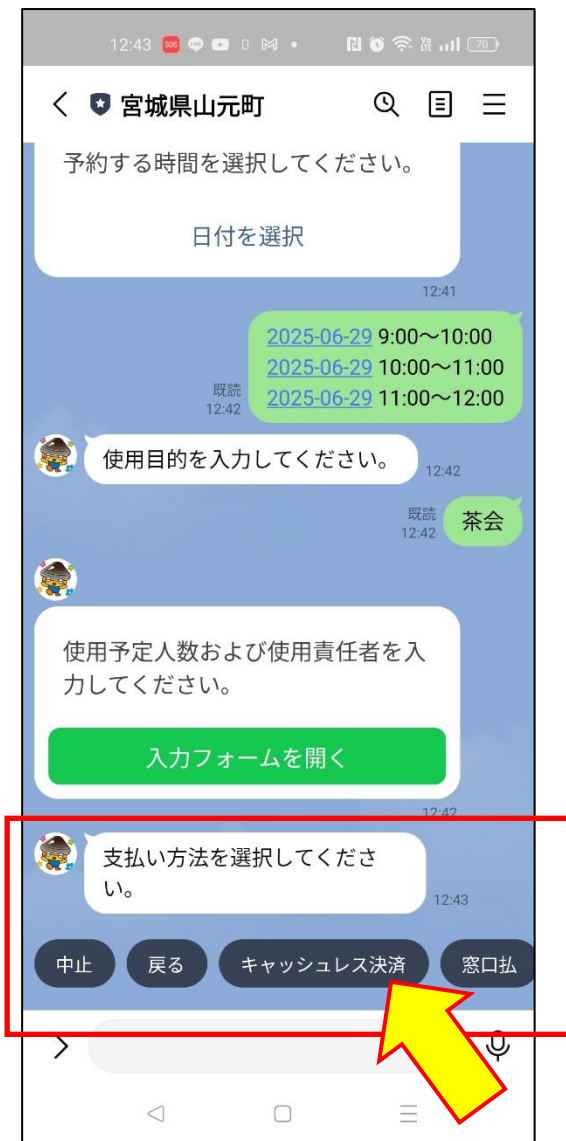 12:43 SOS
70
宮城県山元町
予約する時間を選択してください。
日付を選択
12:41
2025-06-29 9:00～10:00
2025-06-29 10:00～11:00
2025-06-29 11:00～12:00
既読
12:42
使用目的を入力してください。
12:42
既読
12:42
茶会
使用予定人数および使用責任者を入
力してください。
入力フォームを開く
12:42
支払い方法を選択してくださ
い。
12:43
中止 戻る キャッシュレス決済 窓口払